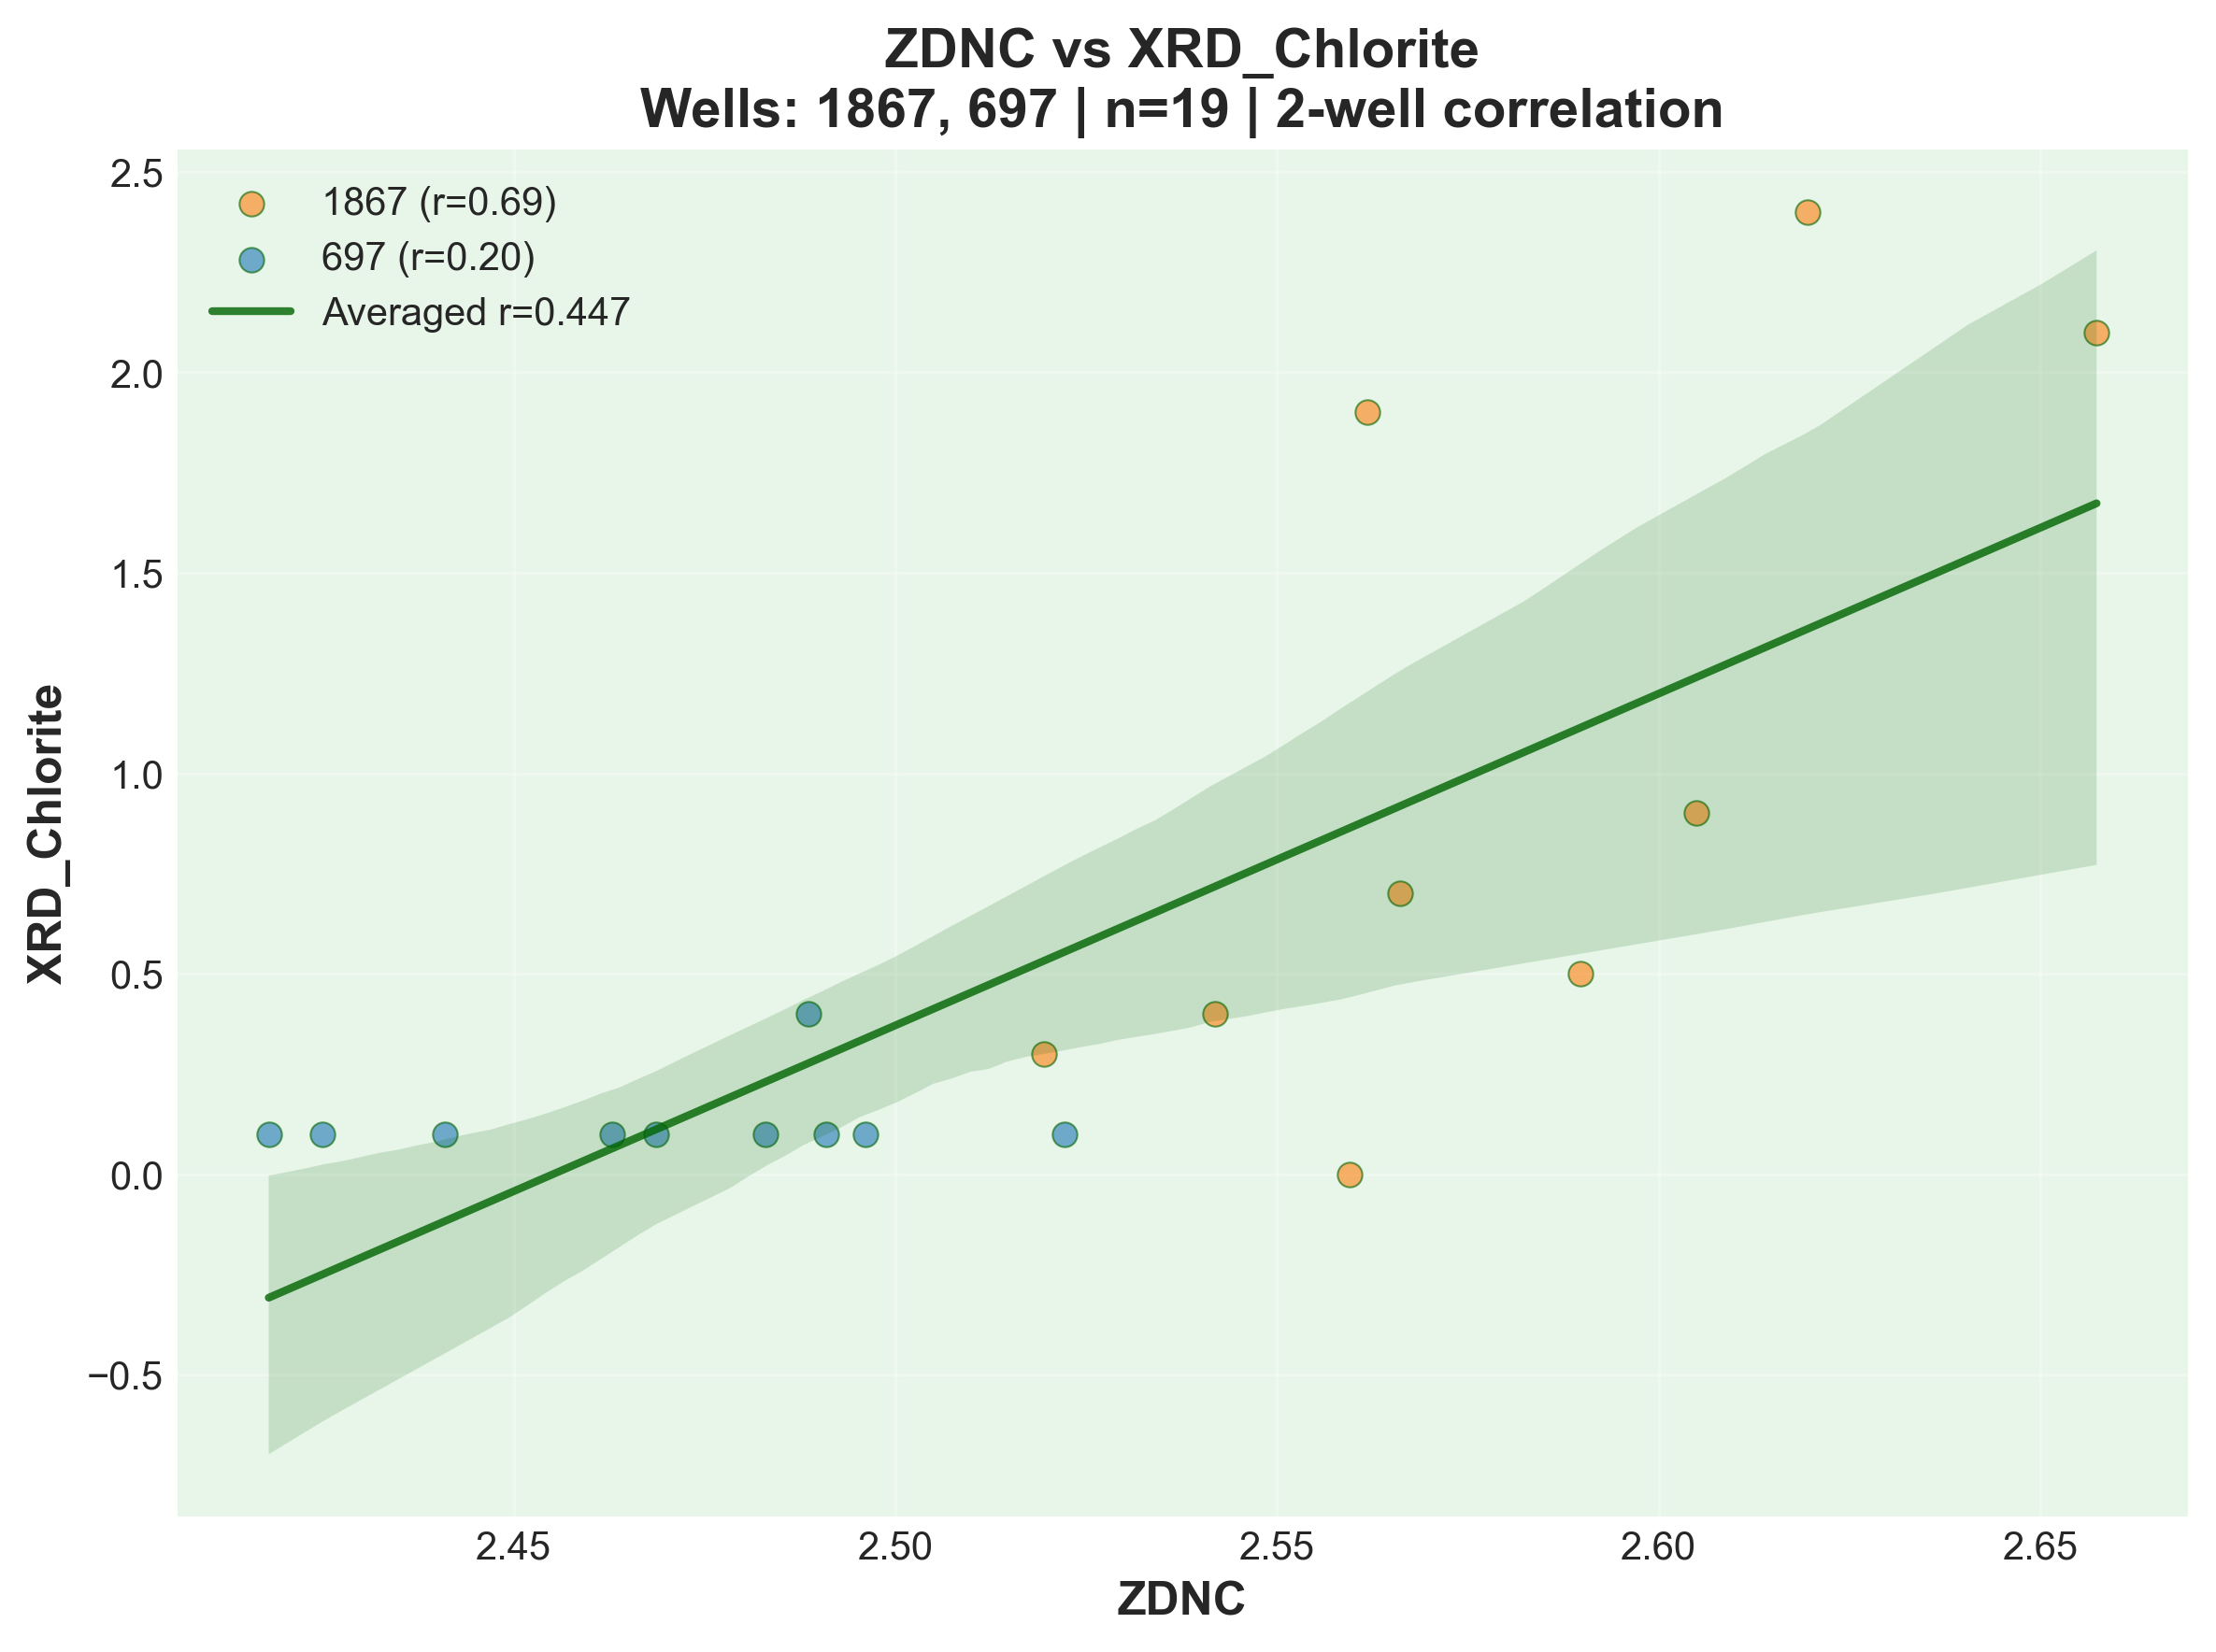 ZDNC vs XRD_Chlorite
Wells: 1867, 697 | n=19 | 2-well correlation
1867 (r=0.69)
697 (r=0.20)
Averaged r=0.447
XRD_Chlorite
2.5
2.0
1.5
1.0
0.5
0.0
−0.5
2.45
2.50
2.55
2.60
2.65
ZDNC